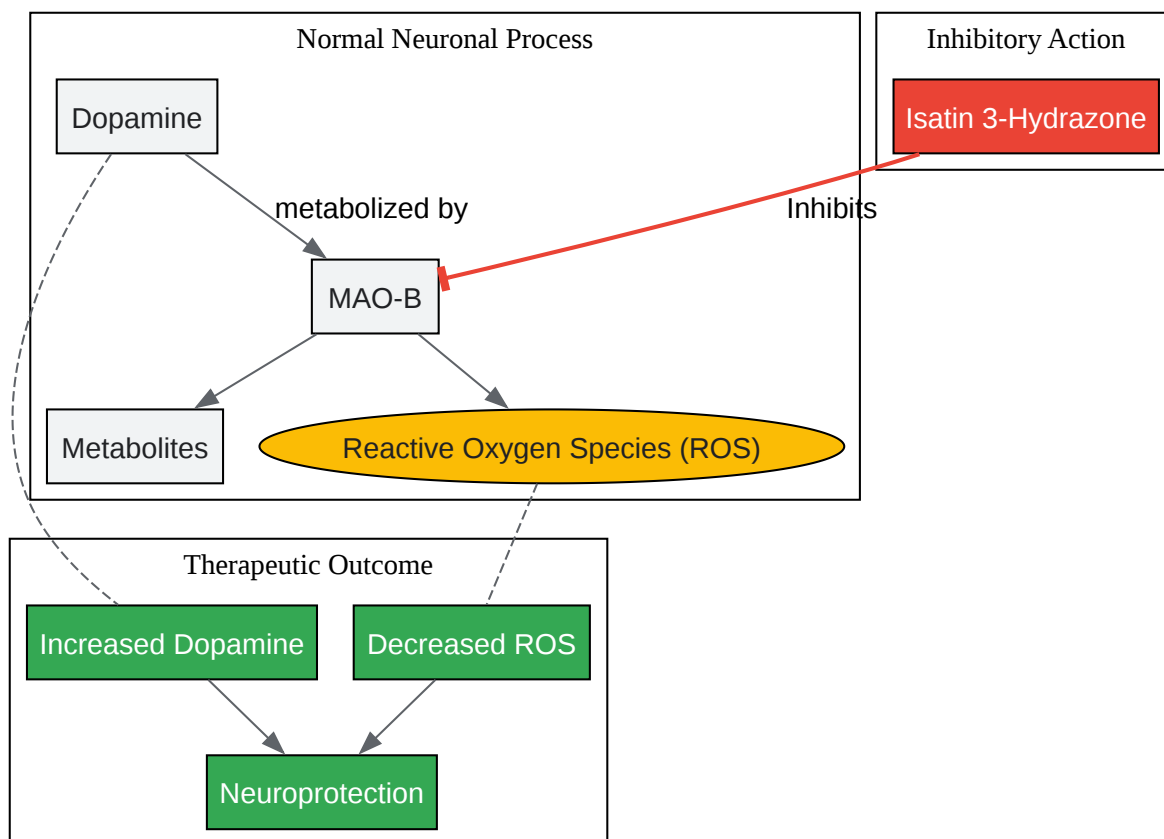 Normal Neuronal Process
Inhibitory Action
Dopamine
Isatin 3-Hydrazone
metabolized by
Inhibits
MAO-B
Metabolites
Reactive Oxygen Species (ROS)
Therapeutic Outcome
Increased Dopamine
Decreased ROS
Neuroprotection